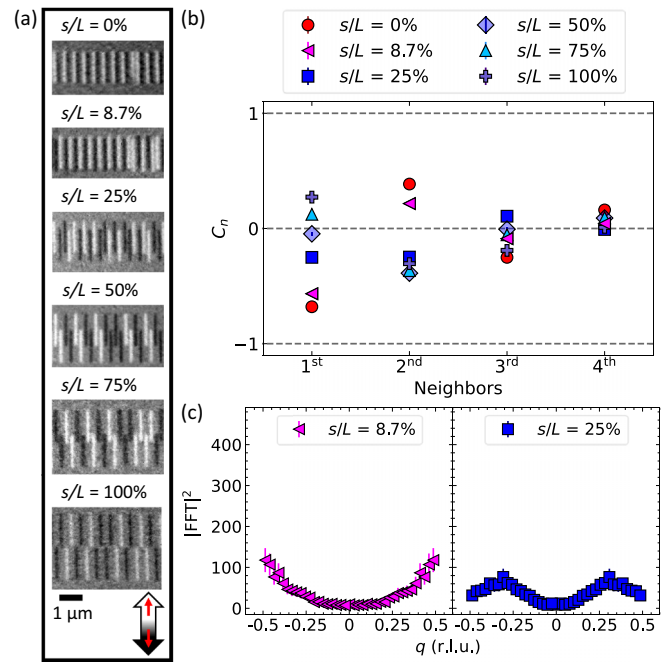 (a)
s/L = 0%
s/L = 8.7%
s/L = 25%
s/L = 50%
s/L = 75%
s/L = 100%
1 μm
(b)
s/L = 0%
s/L = 8.7%
s/L = 25%
s/L = 50%
s/L = 75%
s/L = 100%
1
0
−1
Cₙ
1ˢᵗ 2ⁿᵈ 3ʳᵈ 4ᵗʰ
Neighbors
(c)
s/L = 8.7%
s/L = 25%
400
300
200
100
0
|FFT|²
-0.5 -0.25 0 0.25 0.5 -0.5 -0.25 0 0.25 0.5
q (r.l.u.)